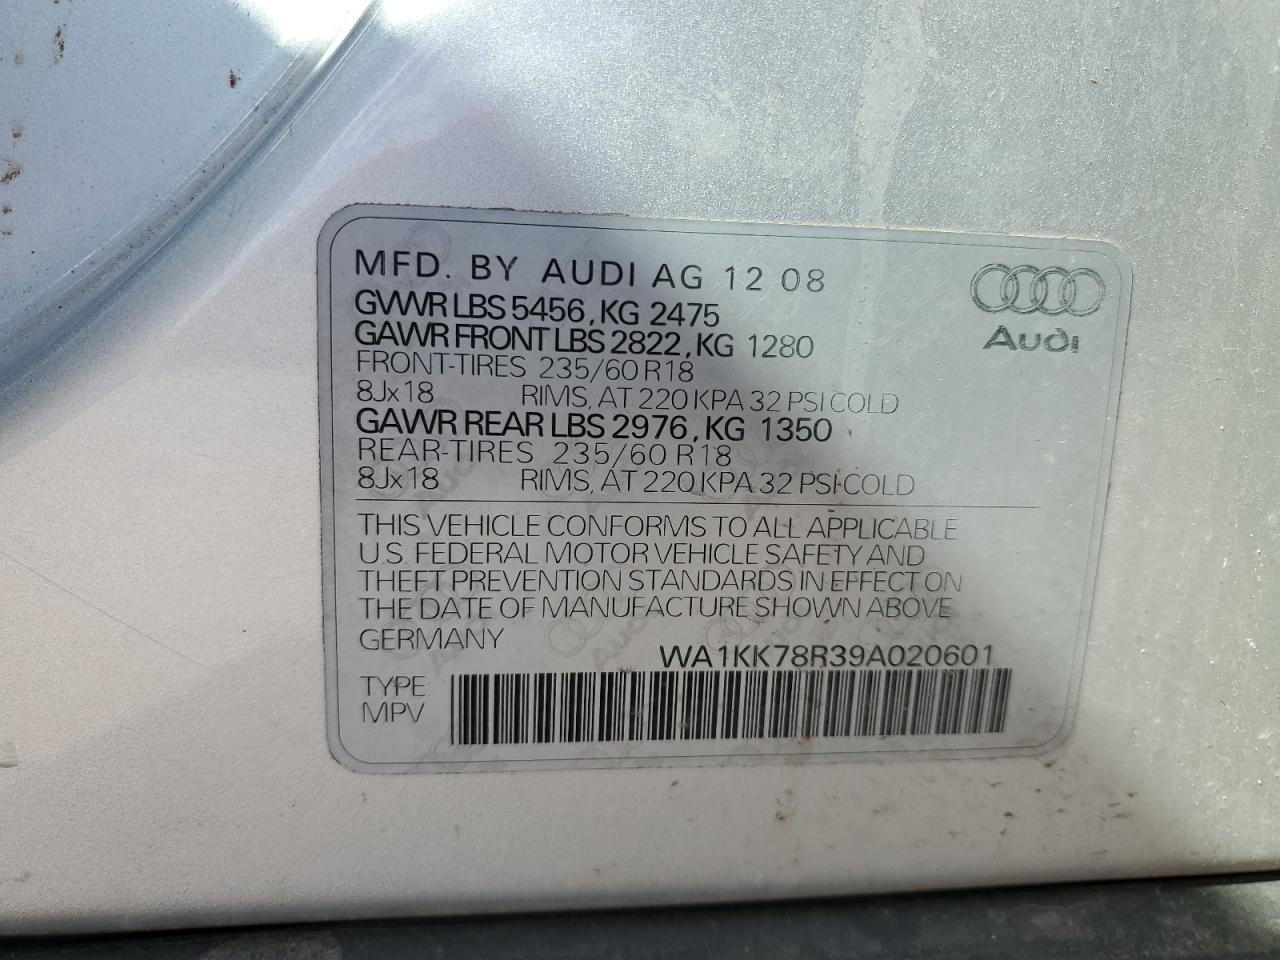 MFD. BY AUDI AG 12 08
GVWR LBS 5456, KG 2475
GAWR FRONT LBS 2822, KG 1280
FRONT-TIRES 235/60 R18
8Jx18 RIMS, AT 220 KPA 32 PSI COLD
GAWR REAR LBS 2976, KG 1350
REAR-TIRES 235/60 R18
8Jx18 RIMS, AT 220 KPA 32 PSI COLD
Audi
THIS VEHICLE CONFORMS TO ALL APPLICABLE
U.S. FEDERAL MOTOR VEHICLE SAFETY AND
THEFT PREVENTION STANDARDS IN EFFECT ON
THE DATE OF MANUFACTURE SHOWN ABOVE
GERMANY
WA1KK78R39A020601
TYPE
MPV